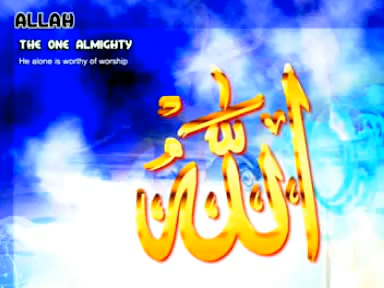 ALLAH
THE ONE ALMIGHTY
He alone is worthy of worship
الله